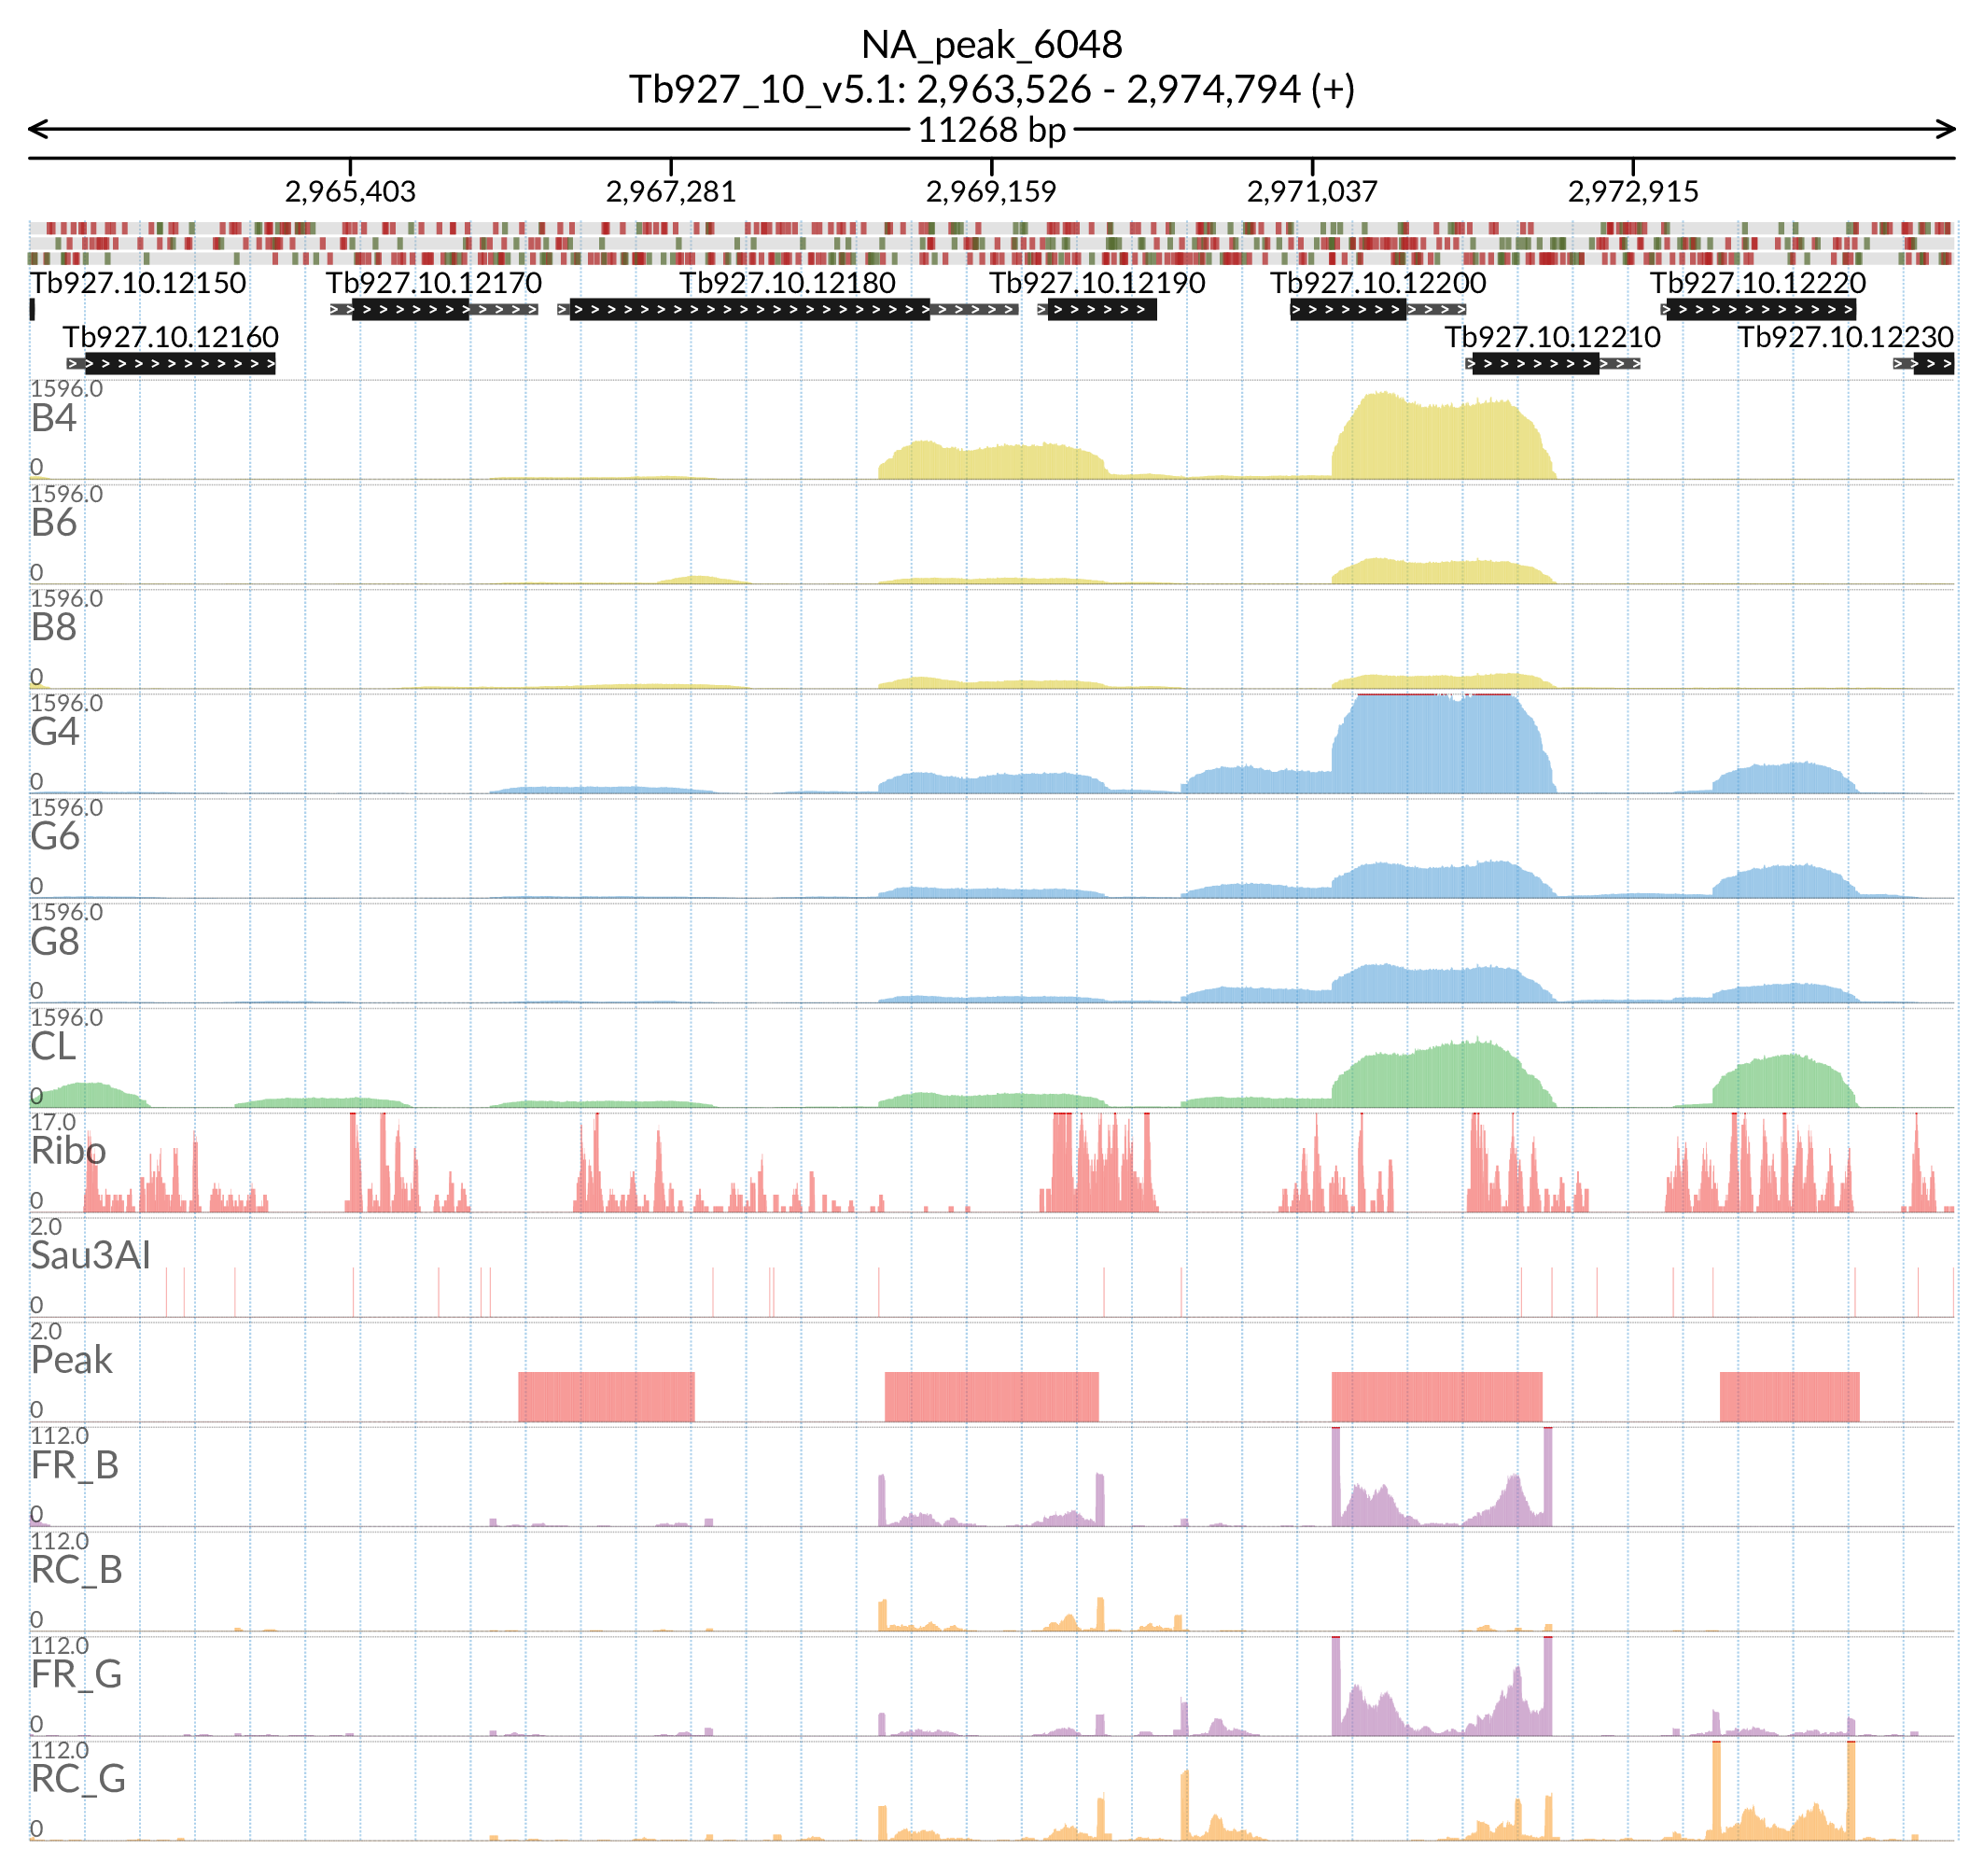 NA_peak_6048
Tb927_10_v5.1: 2,963,526 - 2,974,794 (+)
11268 bp
2,965,403 2,967,281 2,969,159 2,971,037 2,972,915
Tb927.10.12150 Tb927.10.12170 Tb927.10.12180 Tb927.10.12190 Tb927.10.12200 Tb927.10.12220
Tb927.10.12160 Tb927.10.12210 Tb927.10.12230
1596.0
B4
0
1596.0
B6
0
1596.0
B8
0
1596.0
G4
0
1596.0
G6
0
1596.0
G8
0
1596.0
CL
0
17.0
Ribo
0
2.0
Sau3AI
0
2.0
Peak
0
112.0
FR_B
0
112.0
RC_B
0
112.0
FR_G
0
112.0
RC_G
0